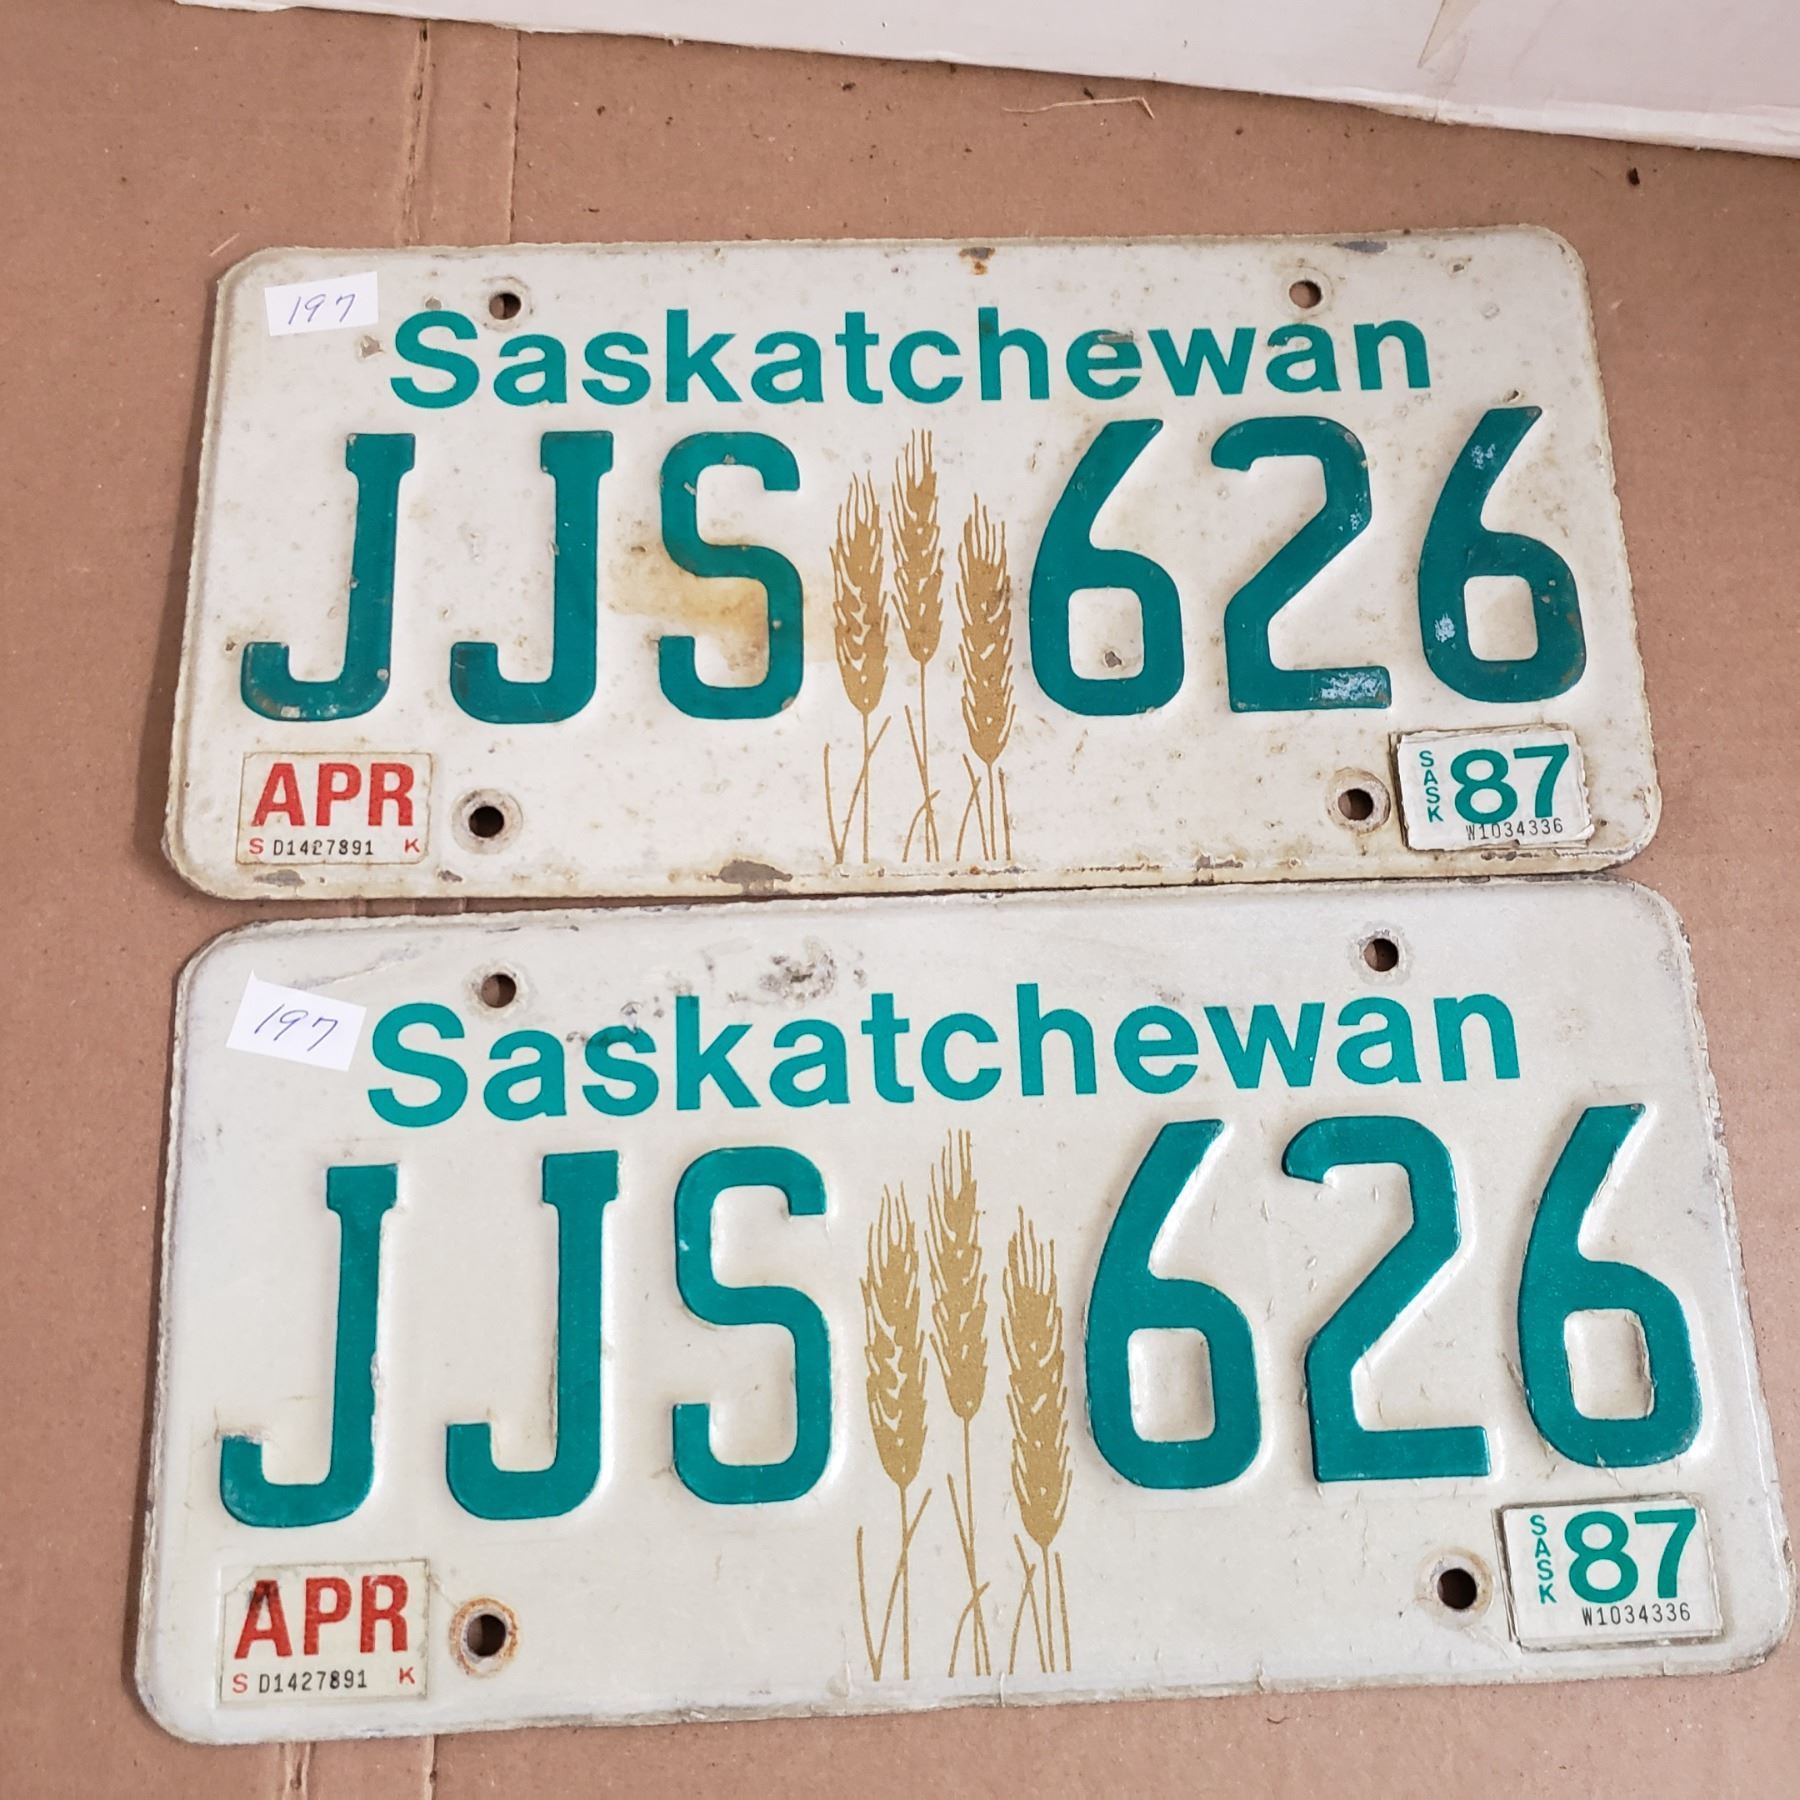 197
Saskatchewan
JJS 626
APR
S D1427891 K
SASK 87
W1034336
197
Saskatchewan
JJS 626
APR
S D1427891 K
SASK 87
W1034336